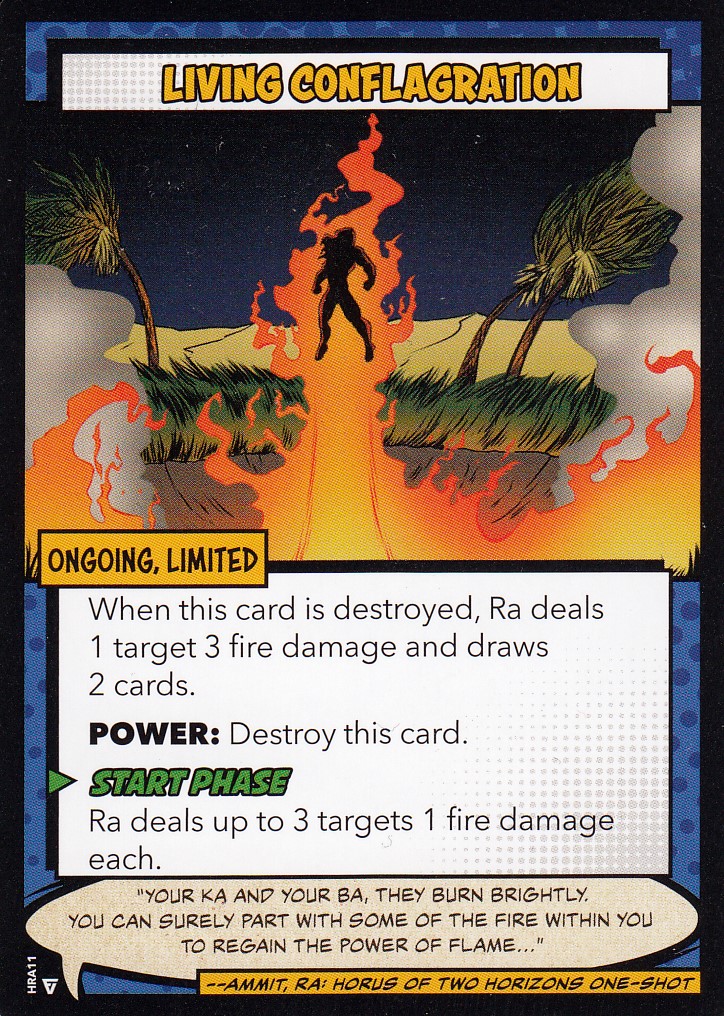 LIVING CONFLAGRATION
ONGOING, LIMITED
When this card is destroyed, Ra deals
1 target 3 fire damage and draws
2 cards.
POWER: Destroy this card.
START PHASE
Ra deals up to 3 targets 1 fire damage
each.
"YOUR KA AND YOUR BA, THEY BURN BRIGHTLY.
YOU CAN SURELY PART WITH SOME OF THE FIRE WITHIN YOU
TO REGAIN THE POWER OF FLAME..."
--AMMIT, RA: HORUS OF TWO HORIZONS ONE-SHOT
HRA11